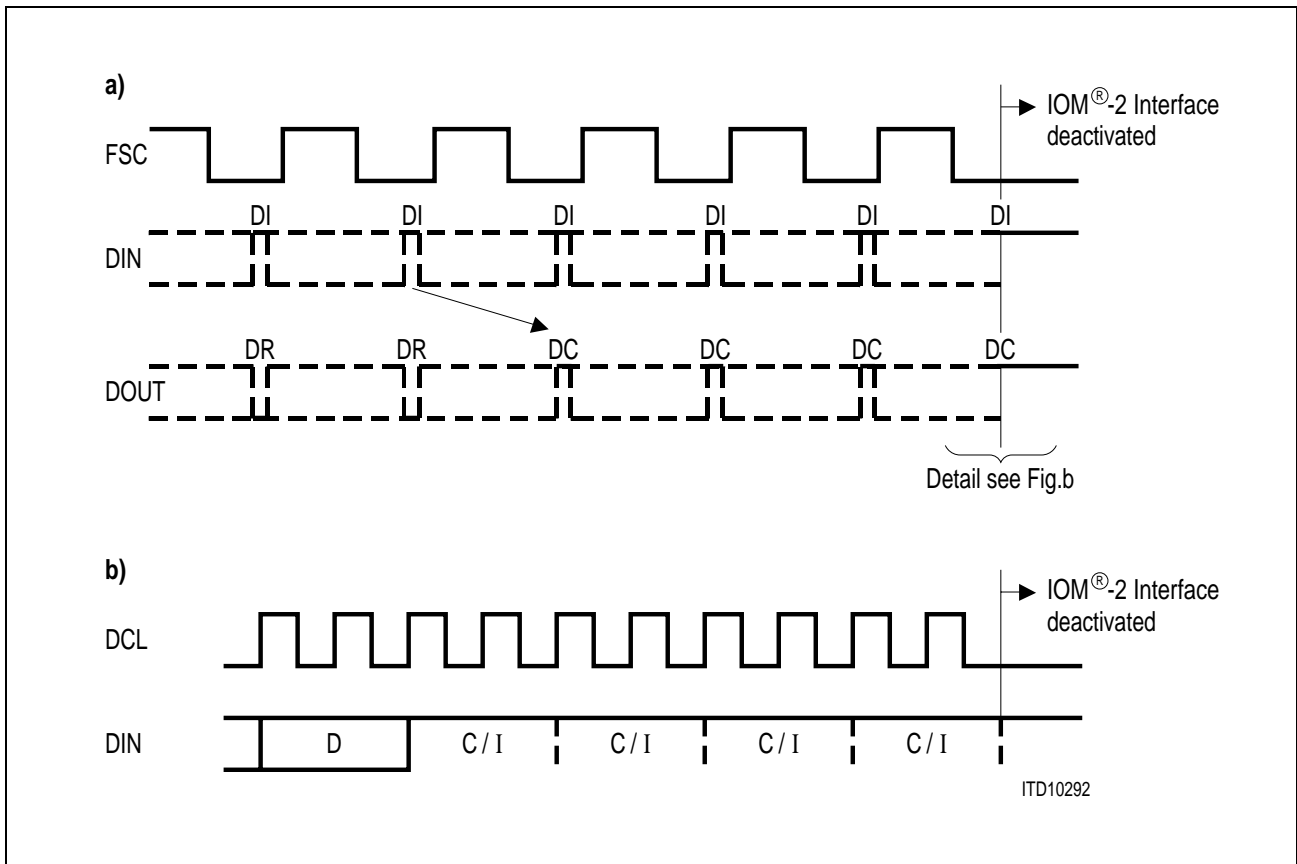 a)
IOM®-2 Interface
deactivated
FSC
DI DI DI DI DI DI
DIN
DR DR DC DC DC DC
DOUT
Detail see Fig.b
b)
IOM®-2 Interface
deactivated
DCL
DIN D C / I C / I C / I C / I
ITD10292